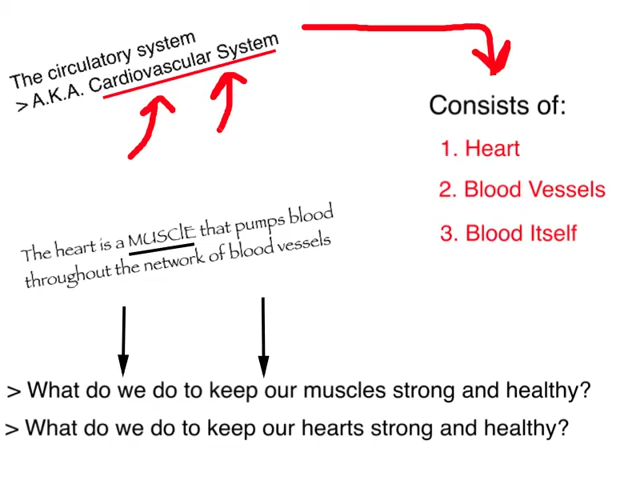 The circulatory system
> A.K.A. Cardiovascular System
Consists of:
1. Heart
2. Blood Vessels
3. Blood Itself
The heart is a MUSClE that pumps blood
throughout the network of blood vessels
> What do we do to keep our muscles strong and healthy?
> What do we do to keep our hearts strong and healthy?